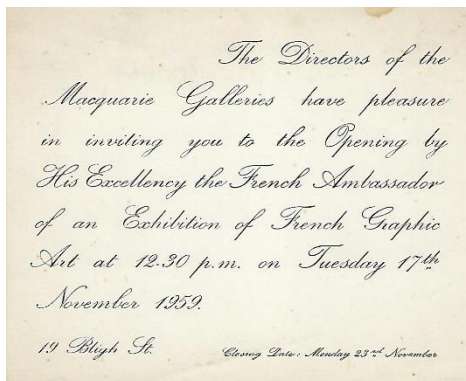 The Directors of the
Macquarie Galleries have pleasure
in inviting you to the Opening by
His Excellency the French Ambassador
of an Exhibition of French Graphic
Art at 12.30 p.m. on Tuesday 17th
November 1959.
19 Bligh St.
Closing Date: Monday 23rd November